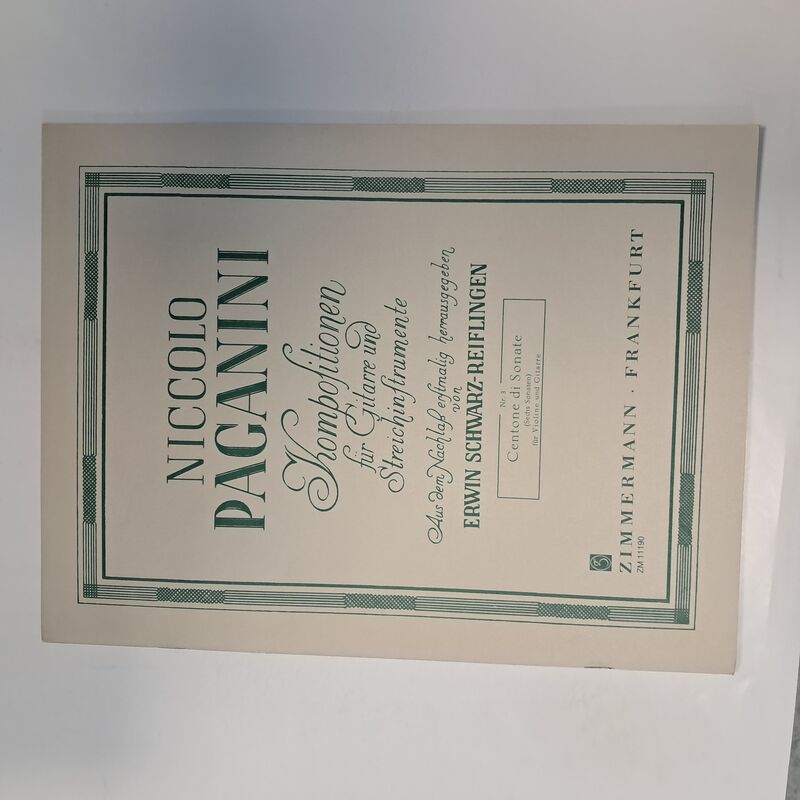 NICCOLO
PAGANINI
Kompositionen
für Gitarre und
Streichinstrumente
Aus dem Nachlaß erstmalig herausgegeben
von
ERWIN SCHWARZ-REIFLINGEN
Nr. 3
Centone di Sonate
(Sechs Sonaten)
für Violine und Gitarre
ZIMMERMANN · FRANKFURT
ZM 11190